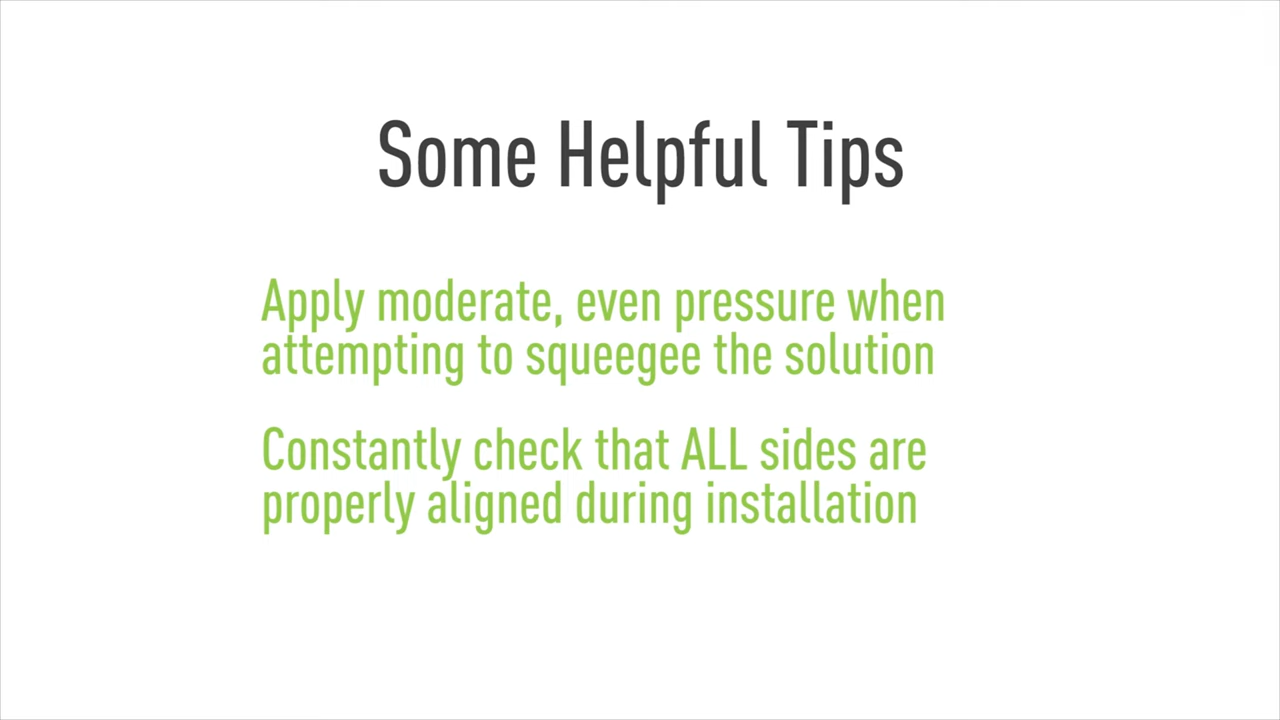 Some Helpful Tips
Apply moderate, even pressure when
attempting to squeegee the solution
Constantly check that ALL sides are
properly aligned during installation